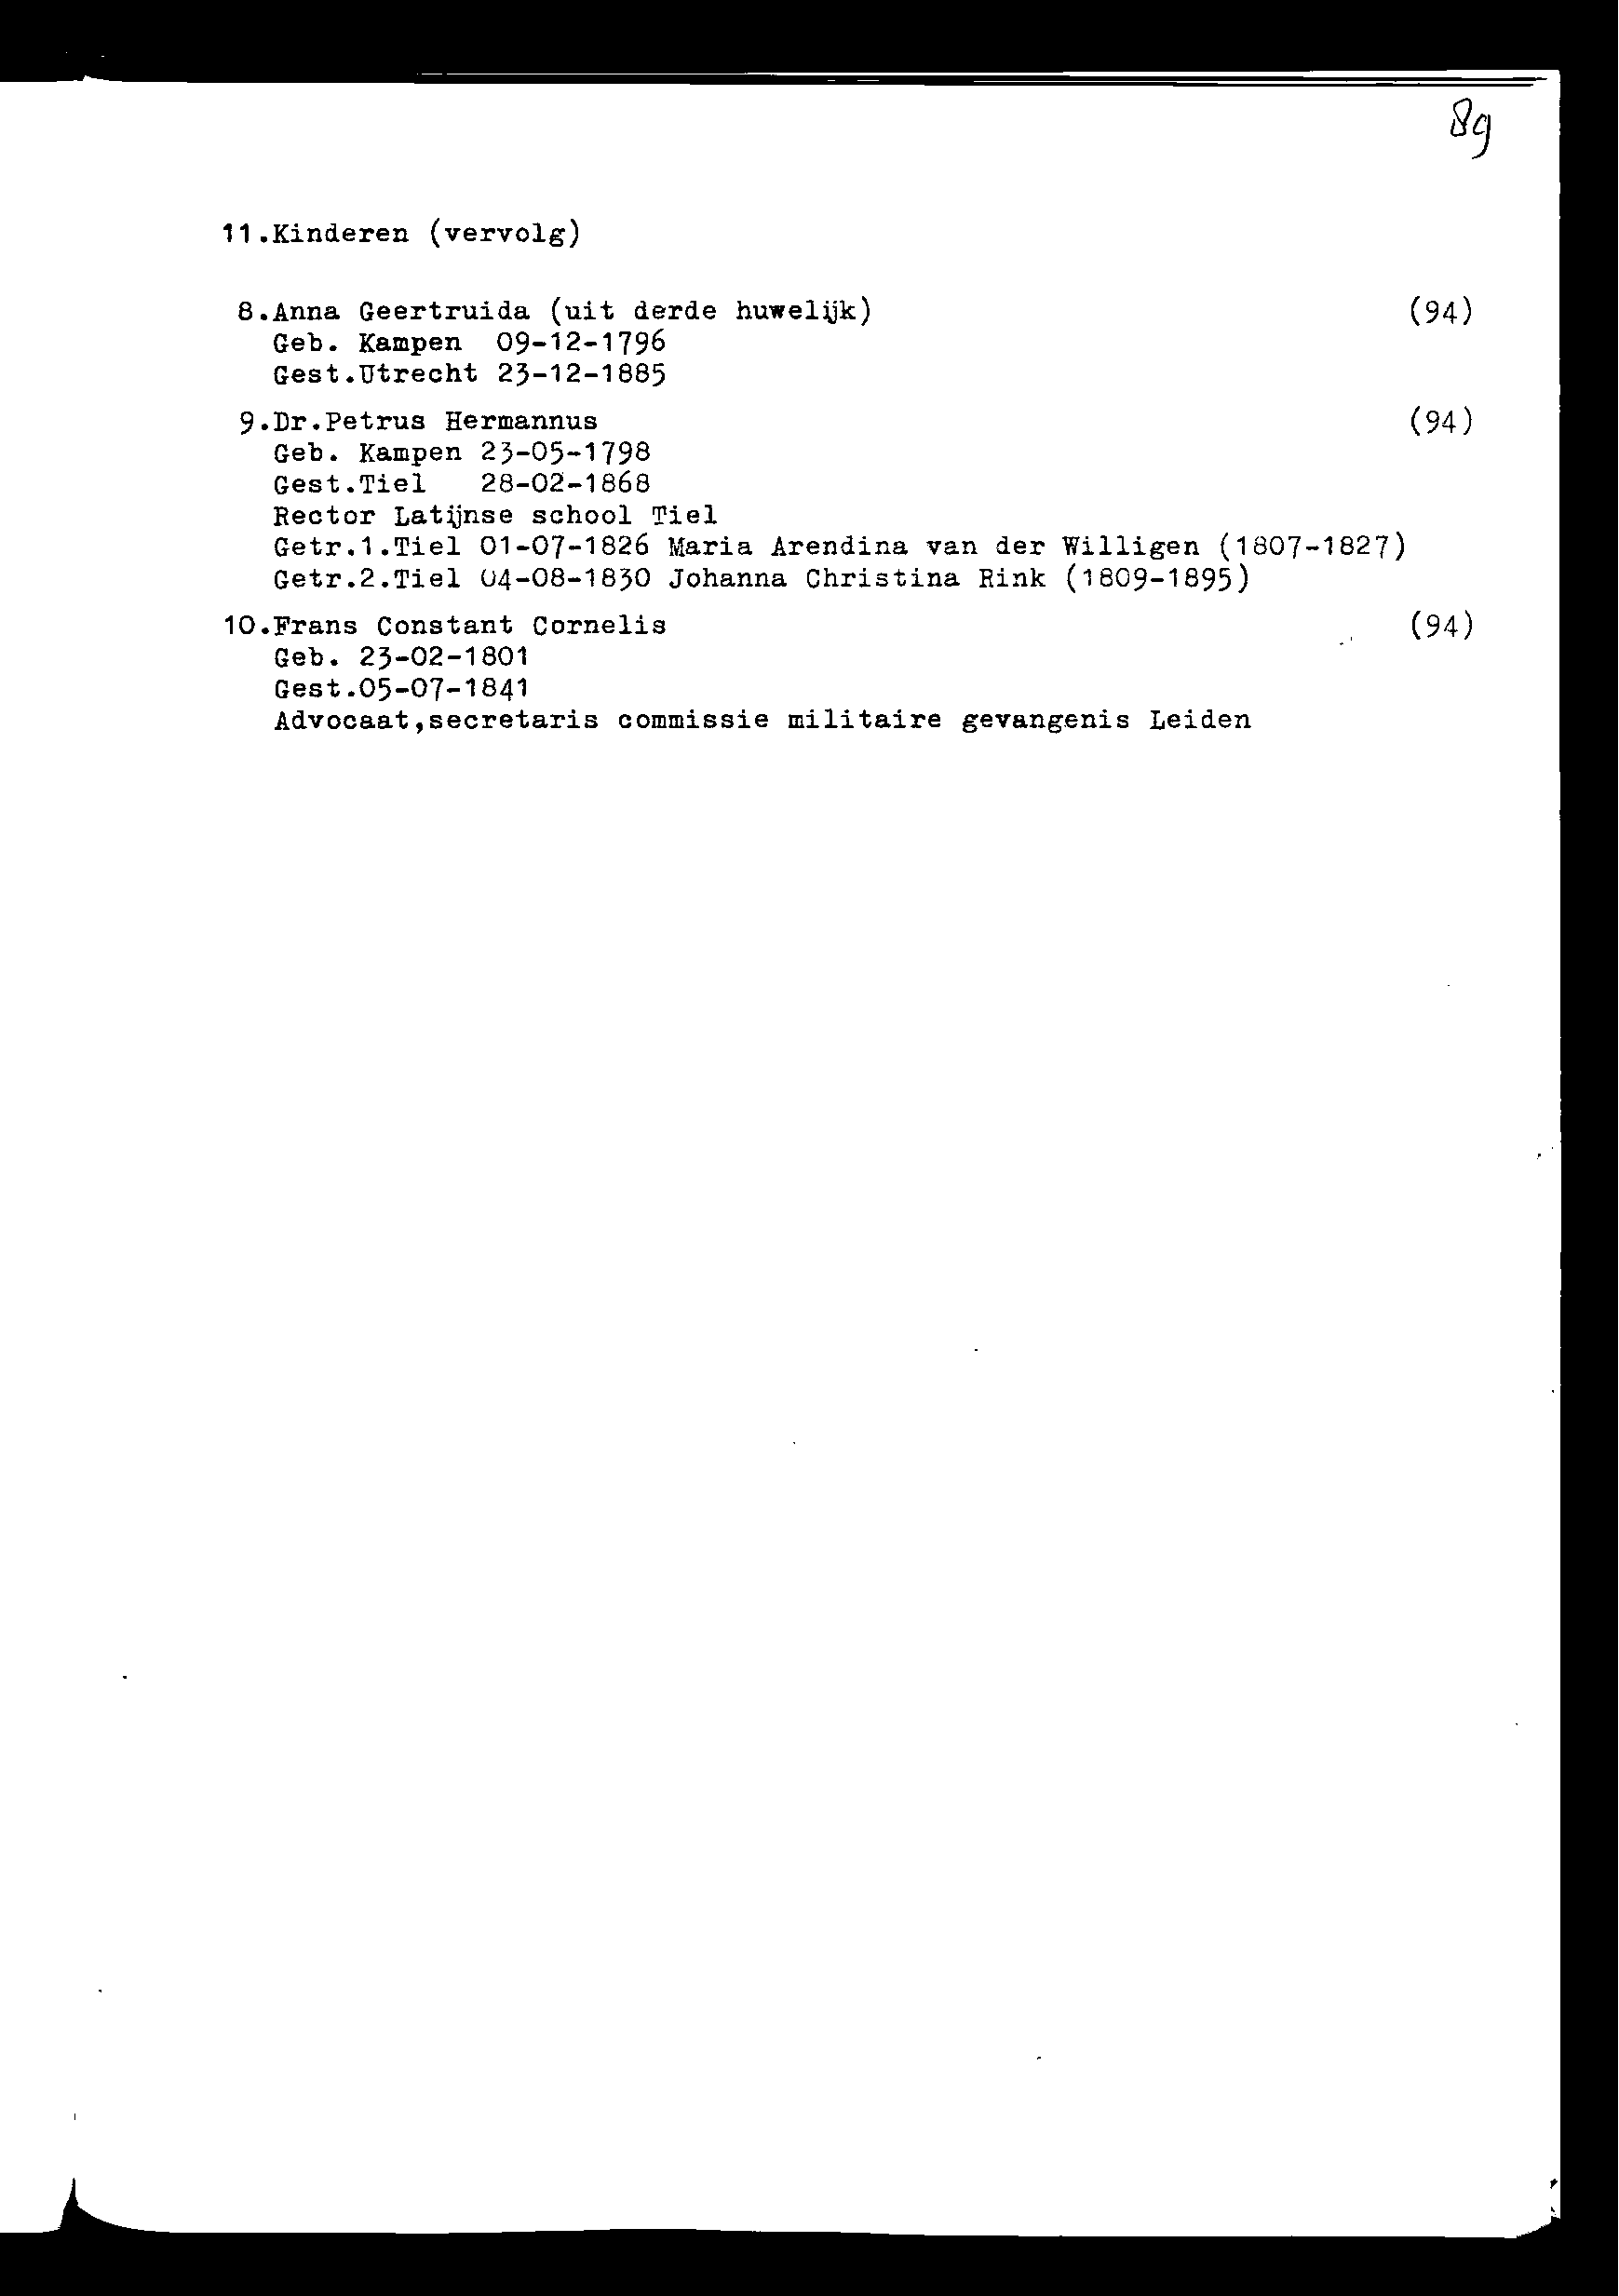 89
11.Kinderen (vervolg)
8.Anna Geertruida (uit derde huwelijk) (94)
Geb. Kampen 09-12-1796
Gest.Utrecht 23-12-1885
9.Dr.Petrus Hermannus (94)
Geb. Kampen 23-05-1798
Gest.Tiel 28-02-1868
Rector Latijnse school Tiel
Getr.1.Tiel 01-07-1826 Maria Arendina van der Willigen (1807-1827)
Getr.2.Tiel 04-08-1830 Johanna Christina Rink (1809-1895)
10.Frans Constant Cornelis (94)
Geb. 23-02-1801
Gest.05-07-1841
Advocaat,secretaris commissie militaire gevangenis Leiden